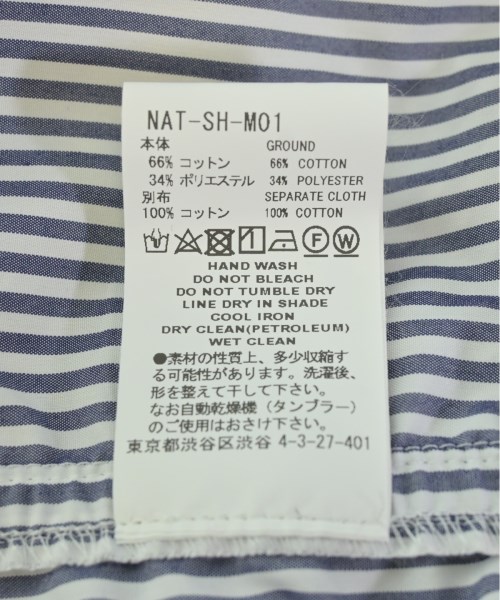 NAT-SH-M01
本体 GROUND
66% コットン 66% COTTON
34% ポリエステル 34% POLYESTER
別布 SEPARATE CLOTH
100% コットン 100% COTTON
F W
HAND WASH
DO NOT BLEACH
DO NOT TUMBLE DRY
LINE DRY IN SHADE
COOL IRON
DRY CLEAN(PETROLEUM)
WET CLEAN
●素材の性質上、多少収縮す
る可能性があります。洗濯後、
形を整えて干して下さい。
なお自動乾燥機（タンブラー）
のご使用はおさけ下さい。
東京都渋谷区渋谷 4-3-27-401